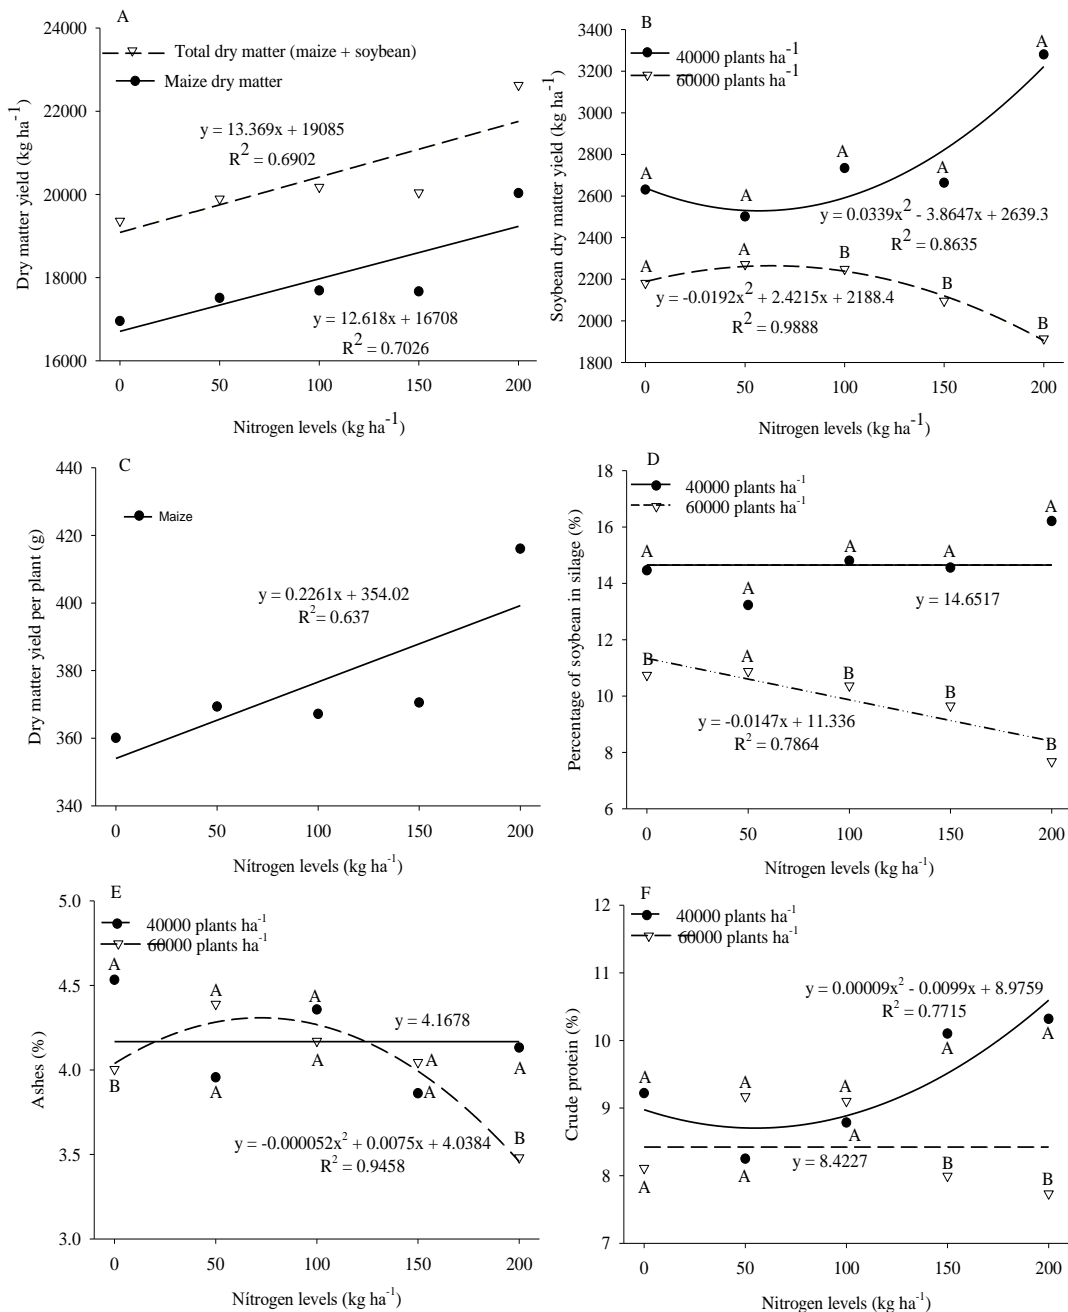 A
Total dry matter (maize + soybean)
Maize dry matter
y = 13.369x + 19085
R² = 0.6902
y = 12.618x + 16708
R² = 0.7026
Dry matter yield (kg ha⁻¹)
24000
22000
20000
18000
16000
0 50 100 150 200
Nitrogen levels (kg ha⁻¹)
B
40000 plants ha⁻¹
60000 plants ha⁻¹
A
A
A
A
A
y = 0.0339x² - 3.8647x + 2639.3
R² = 0.8635
A
A
B
B
B
y = -0.0192x² + 2.4215x + 2188.4
R² = 0.9888
Soybean dry matter yield (kg ha⁻¹)
3400
3200
3000
2800
2600
2400
2200
2000
1800
0 50 100 150 200
Nitrogen levels (kg ha⁻¹)
C
Maize
y = 0.2261x + 354.02
R²= 0.637
Dry matter yield per plant (g)
440
420
400
380
360
340
0 50 100 150 200
Nítrogen levels (kg ha⁻¹)
D
40000 plants ha⁻¹
60000 plants ha⁻¹
A
A
A
A
A
y = 14.6517
B
A
B
B
B
y = -0.0147x + 11.336
R² = 0.7864
Percentage of soybean in silage (%)
18
16
14
12
10
8
6
0 50 100 150 200
Nítrogen levels (kg ha⁻¹)
E
40000 plants ha⁻¹
60000 plants ha⁻¹
A
A
A
y = 4.1678
B
A
A
A
A
A
B
y = -0.000052x² + 0.0075x + 4.0384
R² = 0.9458
Ashes (%)
5.0
4.5
4.0
3.5
3.0
0 50 100 150 200
Nitrogen levels (kg ha⁻¹)
F
40000 plants ha⁻¹
60000 plants ha⁻¹
y = 0.00009x² - 0.0099x + 8.9759
R² = 0.7715
A
A
A
A
A
A
A
A
B
B
y = 8.4227
Crude protein (%)
12
11
10
9
8
7
0 50 100 150 200
Nitrogen levels (kg ha⁻¹)